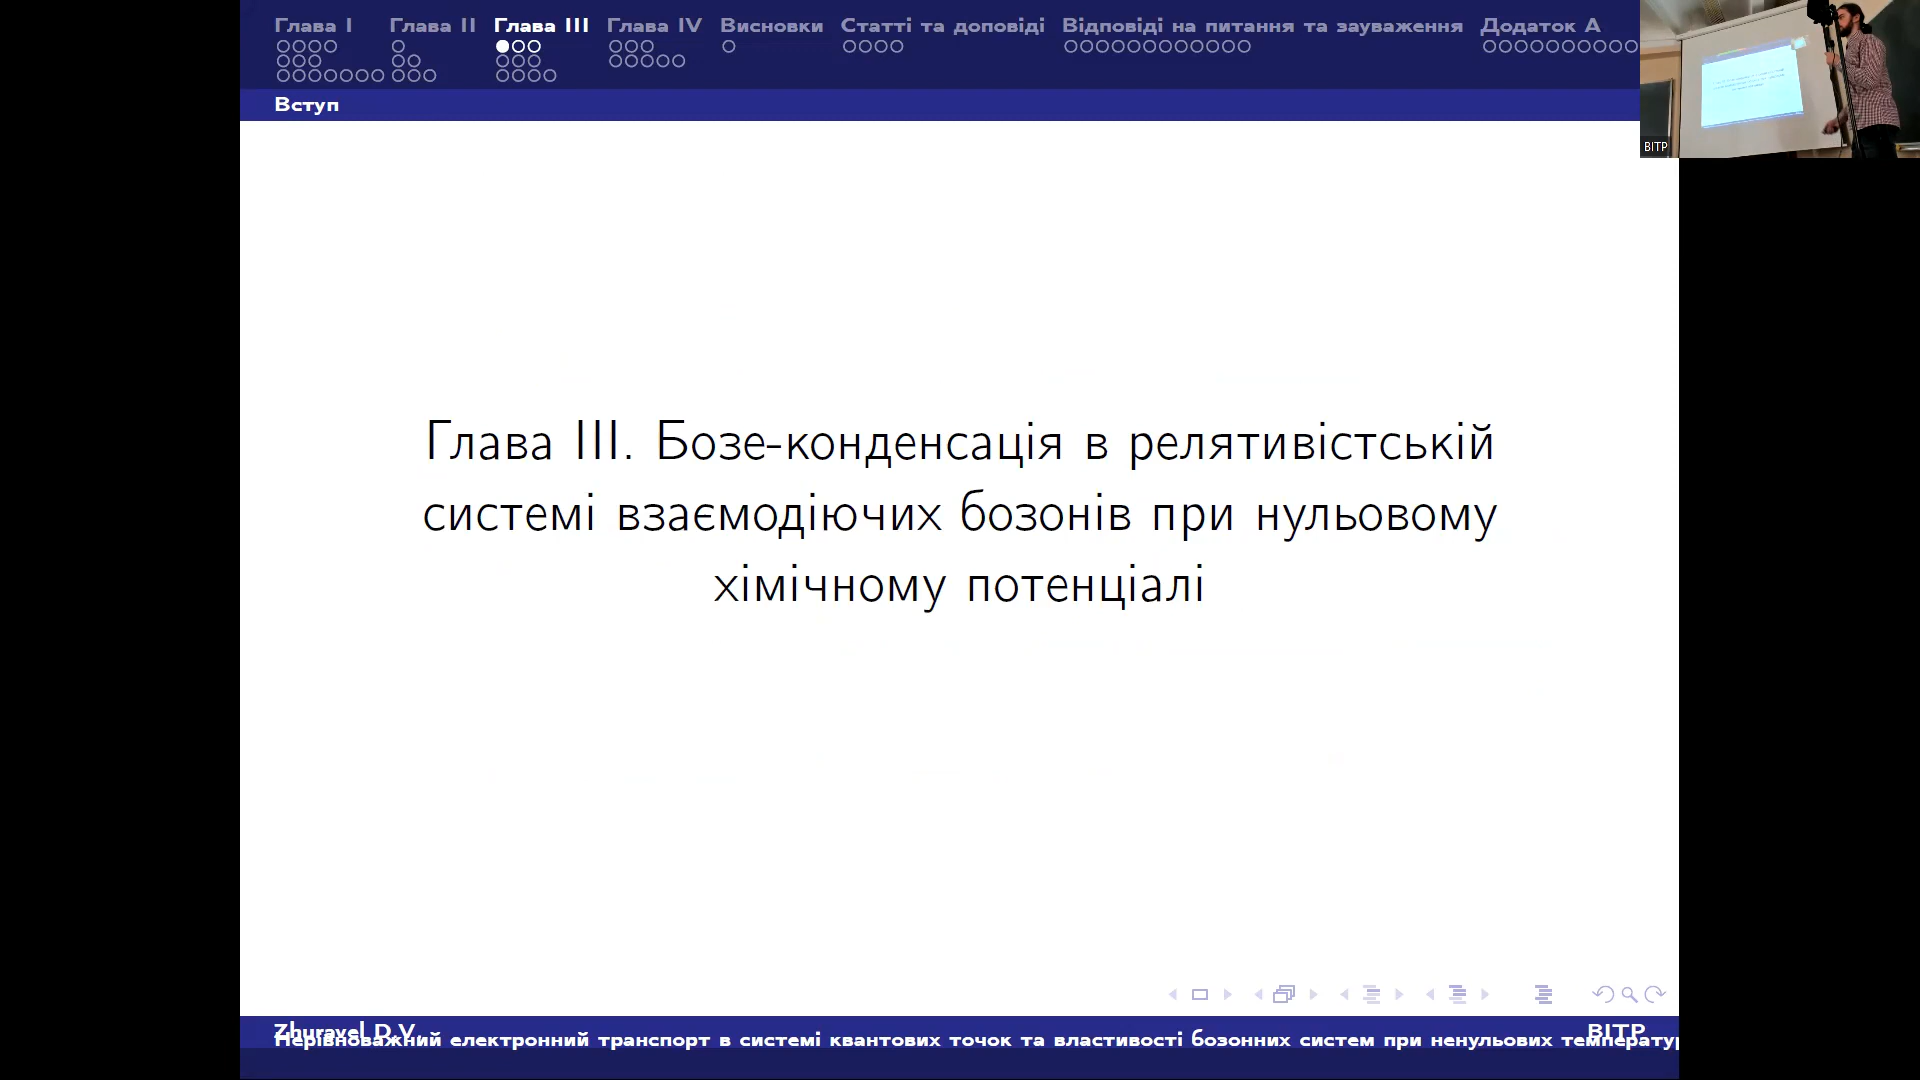 Глава I Глава II Глава III Глава IV Висновки Статті та доповіді Відповіді на питання та зауваження Додаток А
Вступ
BITP
Глава III. Бозе-конденсація в релятивістській
системі взаємодіючих бозонів при нульовому
хімічному потенціалі
Zhuravel D.V. BITP
Нерівноважний електронний транспорт в системі квантових точок та властивості бозонних систем при ненульових температур